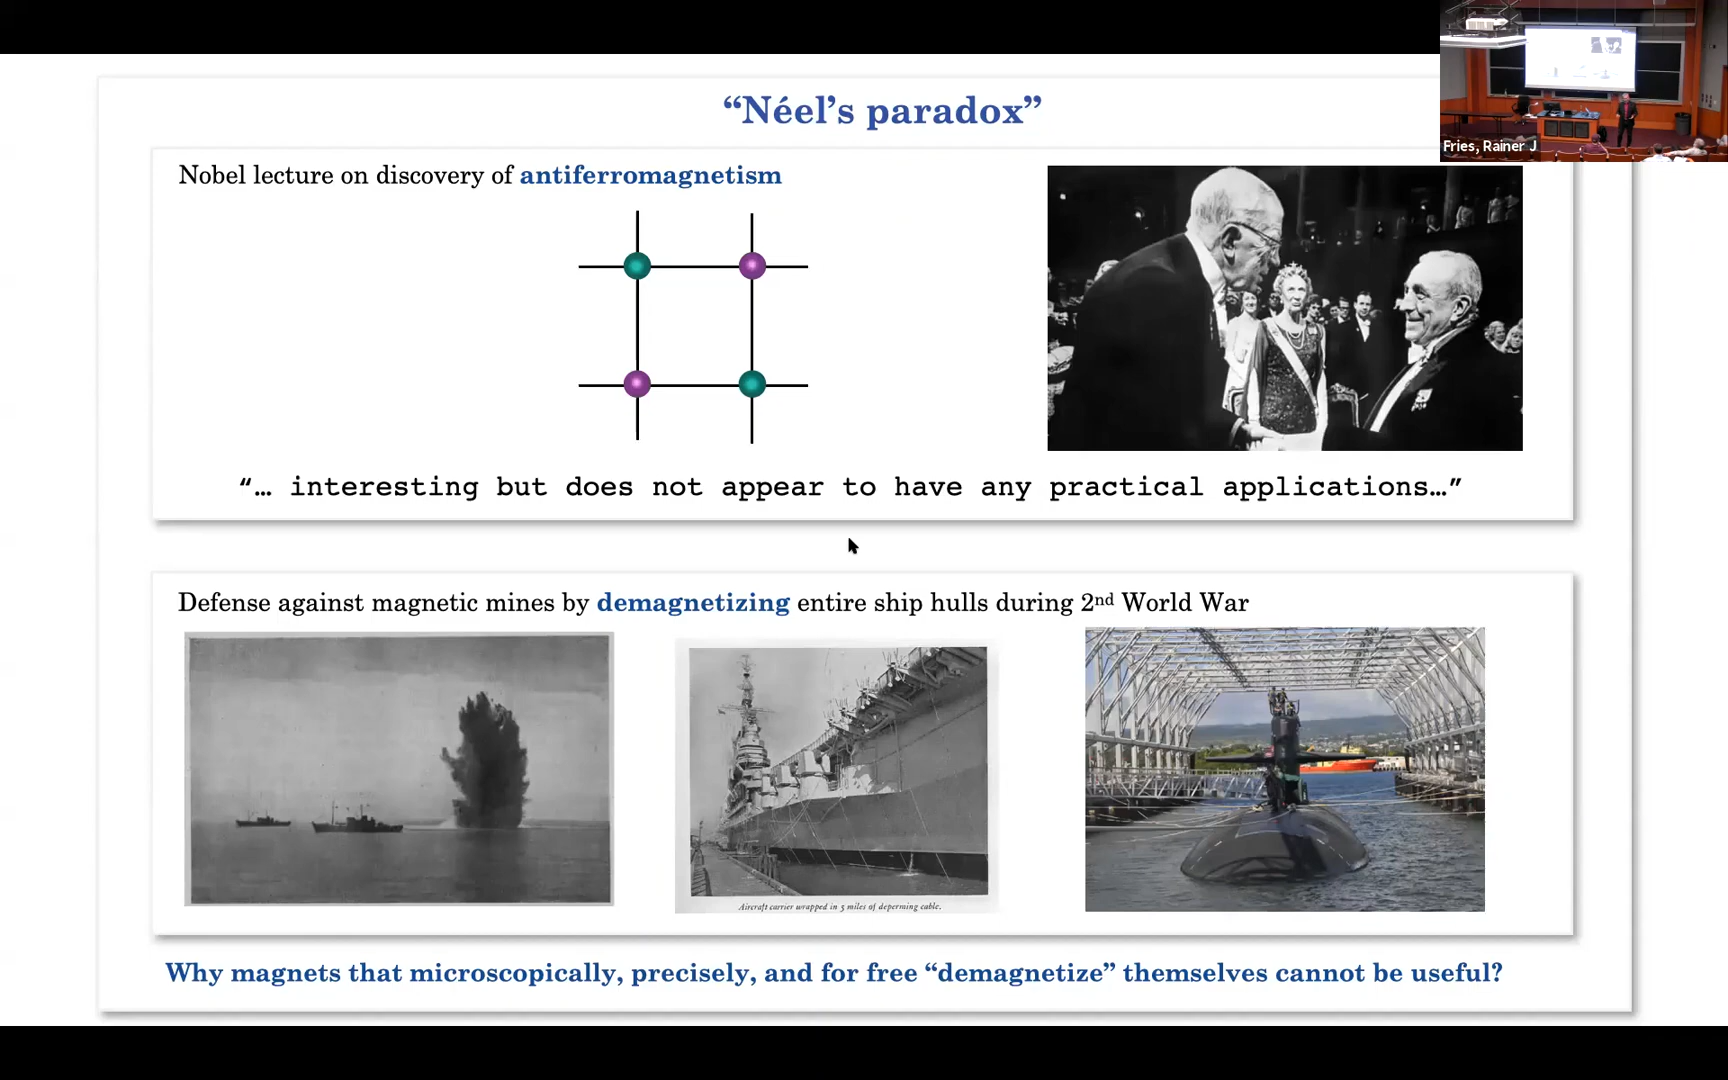 “Néel’s paradox”
Fries, Rainer J
Nobel lecture on discovery of antiferromagnetism
“… interesting but does not appear to have any practical applications…”
Defense against magnetic mines by demagnetizing entire ship hulls during 2nd World War
Aircraft carrier wrapped in 5 miles of deperming cable.
Why magnets that microscopically, precisely, and for free “demagnetize” themselves cannot be useful?